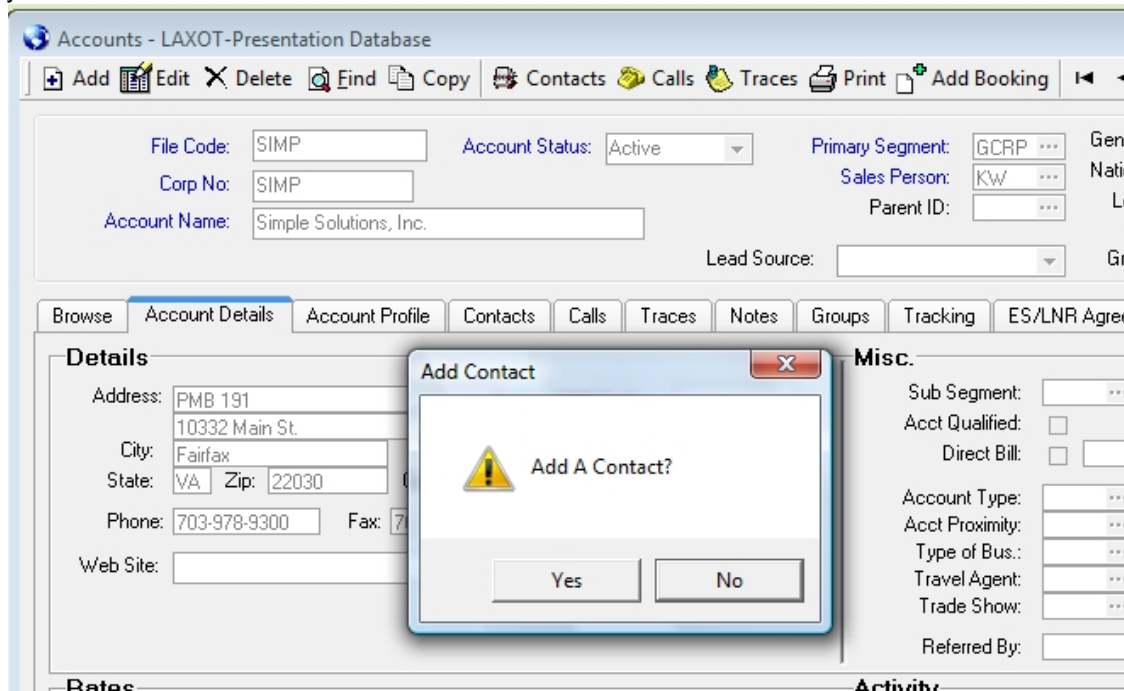 Accounts - LAXOT-Presentation Database
Add Edit Delete Find Copy Contacts Calls Traces Print Add Booking
File Code: SIMP Account Status: Active Primary Segment: GCRP ...
Corp No: SIMP Sales Person: KW ...
Account Name: Simple Solutions, Inc. Parent ID: ...
Lead Source:
Browse Account Details Account Profile Contacts Calls Traces Notes Groups Tracking ES/LNR Agre
Details Misc.
Add Contact
Address: PMB 191 Sub Segment:
10332 Main St. Acct Qualified:
City: Fairfax Direct Bill:
State: VA Zip: 22030
Add A Contact?
Account Type:
Phone: 703-978-9300 Fax: Acct Proximity:
Web Site: Type of Bus.:
Yes No Travel Agent:
Trade Show:
Referred By:
Rates Activity